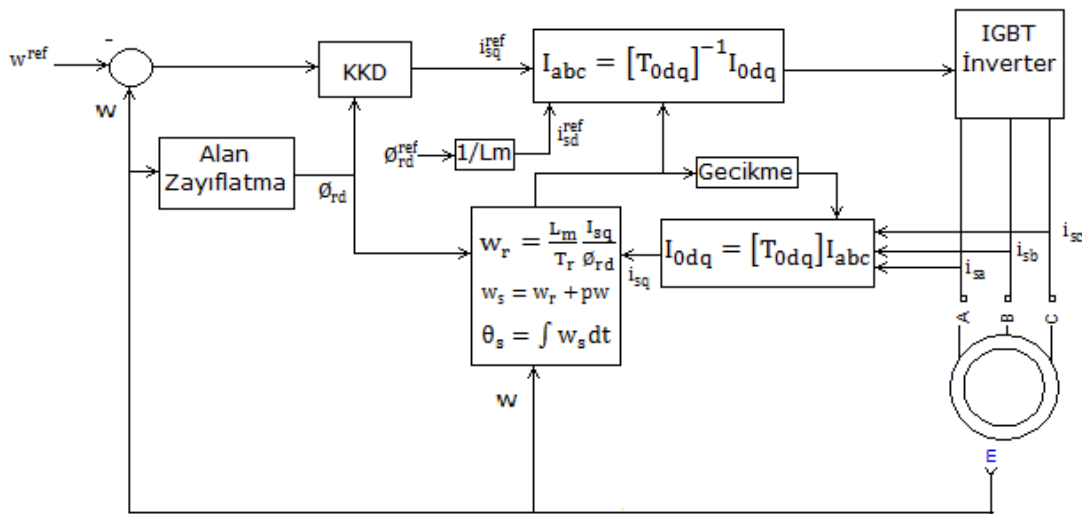 -
w^ref
w
KKD
i_sq^ref
I_abc = [T_0dq]^-1 I_0dq
IGBT
İnverter
Alan
Zayıflatma
Ø_rd
Ø_rd^ref
1/Lm
i_sd^ref
Gecikme
w_r = L_m/T_r I_sq/Ø_rd
w_s = w_r + pw
θ_s = ∫ w_s dt
i_sq
I_0dq = [T_0dq]I_abc
i_sc
i_sb
i_sa
A
B
C
w
m